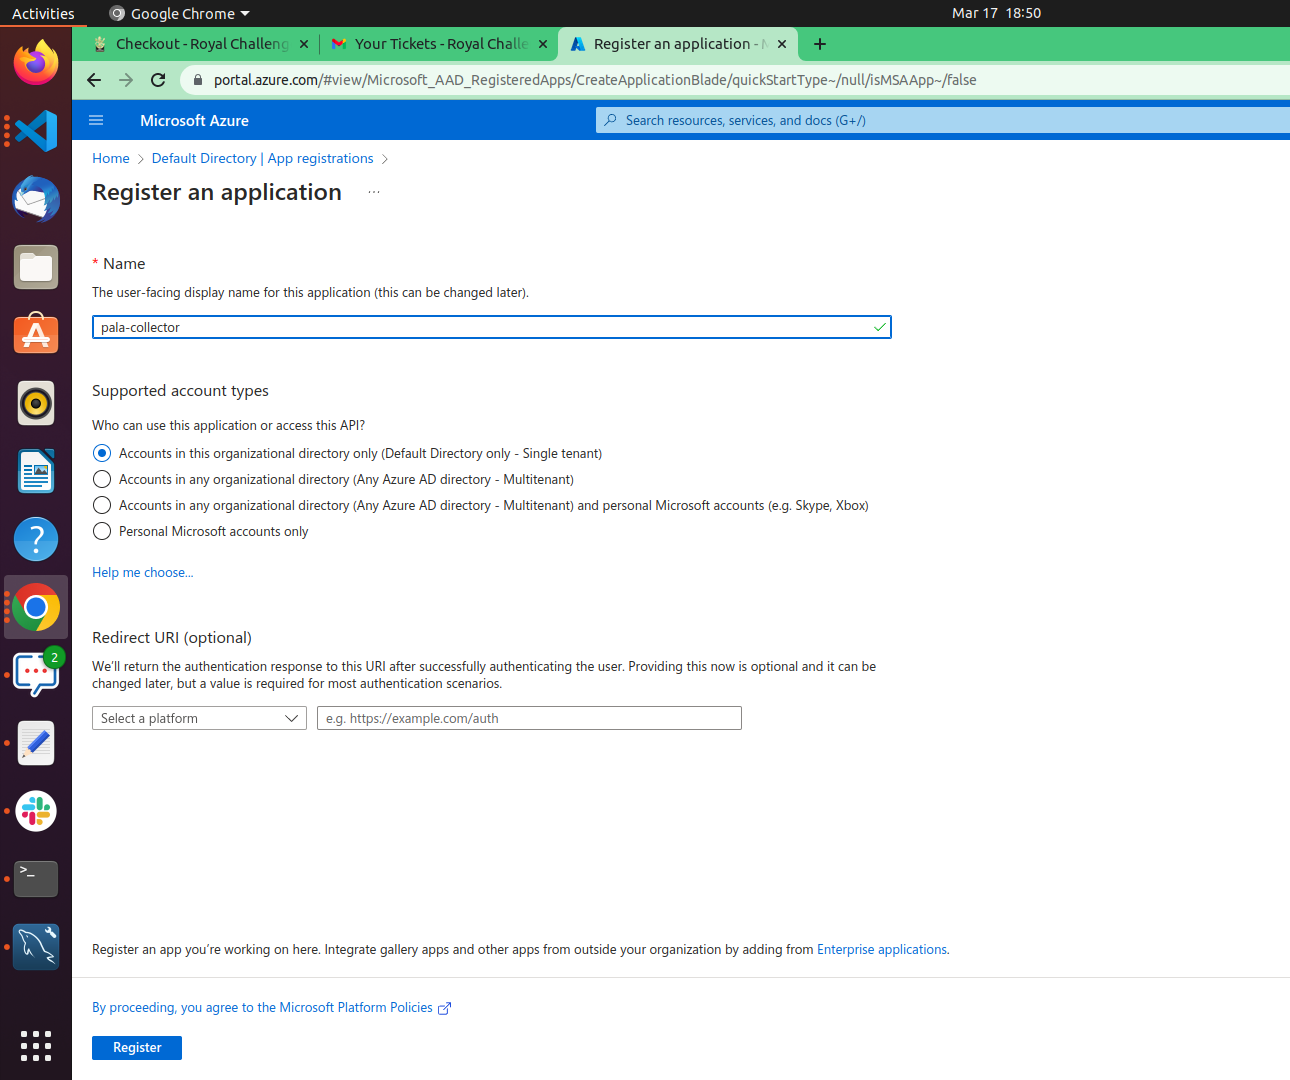 Activities
Google Chrome
Mar 17 18:50
Checkout - Royal Challeng
Your Tickets - Royal Challe
Register an application - M
portal.azure.com/#view/Microsoft_AAD_RegisteredApps/CreateApplicationBlade/quickStartType~/null/isMSAApp~/false
Microsoft Azure
Search resources, services, and docs (G+/)
Home > Default Directory | App registrations >
Register an application ...
* Name
The user-facing display name for this application (this can be changed later).
pala-collector
Supported account types
Who can use this application or access this API?
Accounts in this organizational directory only (Default Directory only - Single tenant)
Accounts in any organizational directory (Any Azure AD directory - Multitenant)
Accounts in any organizational directory (Any Azure AD directory - Multitenant) and personal Microsoft accounts (e.g. Skype, Xbox)
Personal Microsoft accounts only
Help me choose...
2
Redirect URI (optional)
We'll return the authentication response to this URI after successfully authenticating the user. Providing this now is optional and it can be
changed later, but a value is required for most authentication scenarios.
Select a platform
e.g. https://example.com/auth
Register an app you're working on here. Integrate gallery apps and other apps from outside your organization by adding from Enterprise applications.
By proceeding, you agree to the Microsoft Platform Policies
Register